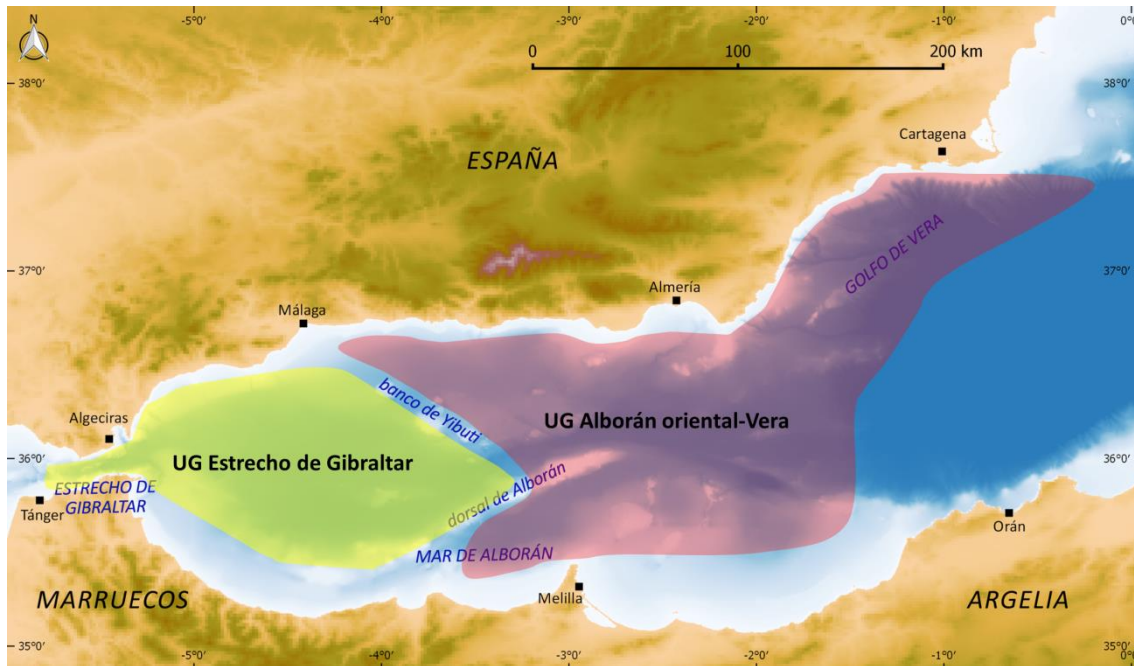 -5°0' -4°0' -3°0' -2°0' -1°0' 0°0'
N
0 100 200 km
38°0' 38°0'
Cartagena
ESPAÑA
GOLFO DE VERA
37°0' 37°0'
Almería
Málaga
banco de Yibuti
Algeciras
UG Alborán oriental-Vera
UG Estrecho de Gibraltar
36°0' 36°0'
ESTRECHO DE
GIBRALTAR
Tánger
dorsal de Alborán
Orán
MAR DE ALBORÁN
Melilla
MARRUECOS
ARGELIA
35°0' 35°0'
-5°0' -4°0' -3°0' -2°0' -1°0' 0°0'